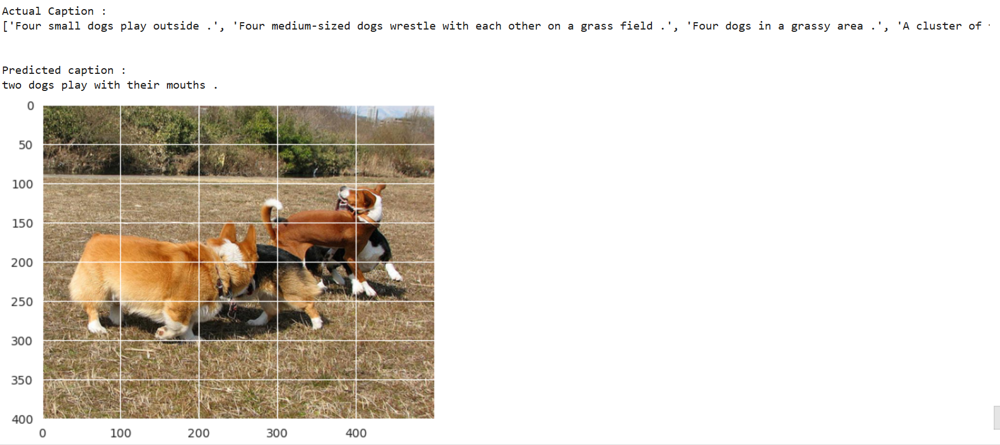 Actual Caption :
['Four small dogs play outside .', 'Four medium-sized dogs wrestle with each other on a grass field .', 'Four dogs in a grassy area .', 'A cluster of
Predicted caption :
two dogs play with their mouths .
0
50
100
150
200
250
300
350
400
0 100 200 300 400